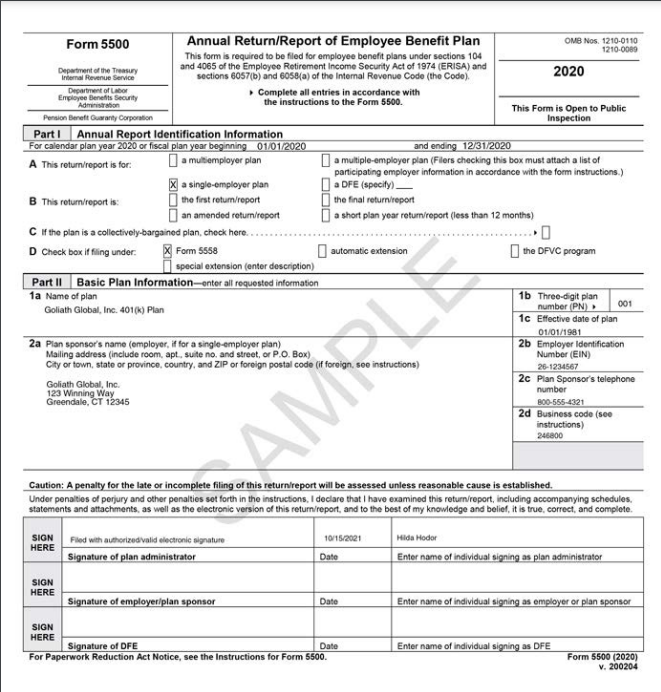 Form 5500
Department of the Treasury
Internal Revenue Service
Department of Labor
Employee Benefits Security
Administration
Pension Benefit Guaranty Corporation
Annual Return/Report of Employee Benefit Plan
This form is required to be filed for employee benefit plans under sections 104
and 4065 of the Employee Retirement Income Security Act of 1974 (ERISA) and
sections 6057(b) and 6058(a) of the Internal Revenue Code (the Code).
Complete all entries in accordance with
the instructions to the Form 5500.
OMB Nos. 1210-0110
1210-0089
2020
This Form is Open to Public
Inspection
Part I Annual Report Identification Information
For calendar plan year 2020 or fiscal plan year beginning 01/01/2020 and ending 12/31/2020
A This return/report is for: a multiemployer plan a multiple-employer plan (Filers checking this box must attach a list of
participating employer information in accordance with the form instructions.)
X a single-employer plan a DFE (specify) ____
B This return/report is: the first return/report the final return/report
an amended return/report a short plan year return/report (less than 12 months)
C If the plan is a collectively-bargained plan, check here.
D Check box if filing under: X Form 5558 automatic extension the DFVC program
special extension (enter description)
Part II Basic Plan Information—enter all requested information
1a Name of plan
Goliath Global, Inc. 401(k) Plan
1b Three-digit plan
number (PN) 001
1c Effective date of plan
01/01/1981
2a Plan sponsor's name (employer, if for a single-employer plan)
Mailing address (include room, apt., suite no. and street, or P.O. Box)
City or town, state or province, country, and ZIP or foreign postal code (if foreign, see instructions)
Goliath Global, Inc.
123 Winning Way
Greendale, CT 12345
2b Employer Identification
Number (EIN)
26-1234567
2c Plan Sponsor's telephone
number
800-555-4321
2d Business code (see
instructions)
246800
SAMPLE
Caution: A penalty for the late or incomplete filing of this return/report will be assessed unless reasonable cause is established.
Under penalties of perjury and other penalties set forth in the instructions, I declare that I have examined this return/report, including accompanying schedules,
statements and attachments, as well as the electronic version of this return/report, and to the best of my knowledge and belief, it is true, correct, and complete.
SIGN
HERE
Filed with authorized/valid electronic signature 10/15/2021 Hilda Hodor
Signature of plan administrator Date Enter name of individual signing as plan administrator
SIGN
HERE
Signature of employer/plan sponsor Date Enter name of individual signing as employer or plan sponsor
SIGN
HERE
Signature of DFE Date Enter name of individual signing as DFE
For Paperwork Reduction Act Notice, see the Instructions for Form 5500. Form 5500 (2020)
v. 200204